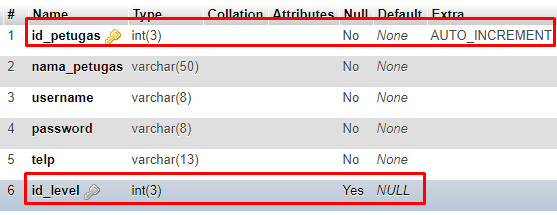 # Name Type Collation Attributes Null Default Extra
1 id_petugas int(3) No None AUTO_INCREMENT
2 nama_petugas varchar(50) No None
3 username varchar(8) No None
4 password varchar(8) No None
5 telp varchar(13) No None
6 id_level int(3) Yes NULL